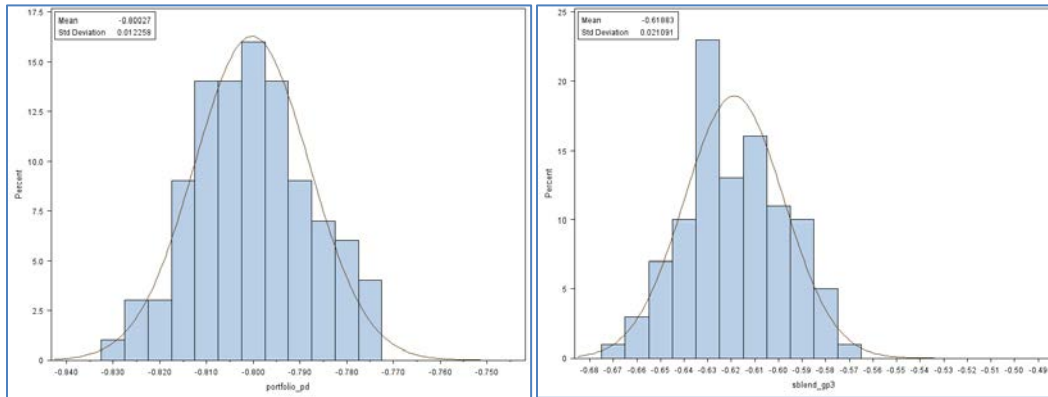 Mean -0.80027
Std Deviation 0.012258
17.5
15.0
12.5
10.0
7.5
5.0
2.5
0
Percent
-0.840 -0.830 -0.820 -0.810 -0.800 -0.790 -0.780 -0.770 -0.760 -0.750
portfolio_pd
Mean -0.61883
Std Deviation 0.021091
25
20
15
10
5
0
Percent
-0.68 -0.67 -0.66 -0.65 -0.64 -0.63 -0.62 -0.61 -0.60 -0.59 -0.58 -0.57 -0.56 -0.55 -0.54 -0.53 -0.52 -0.51 -0.50 -0.49
sblend_gp3